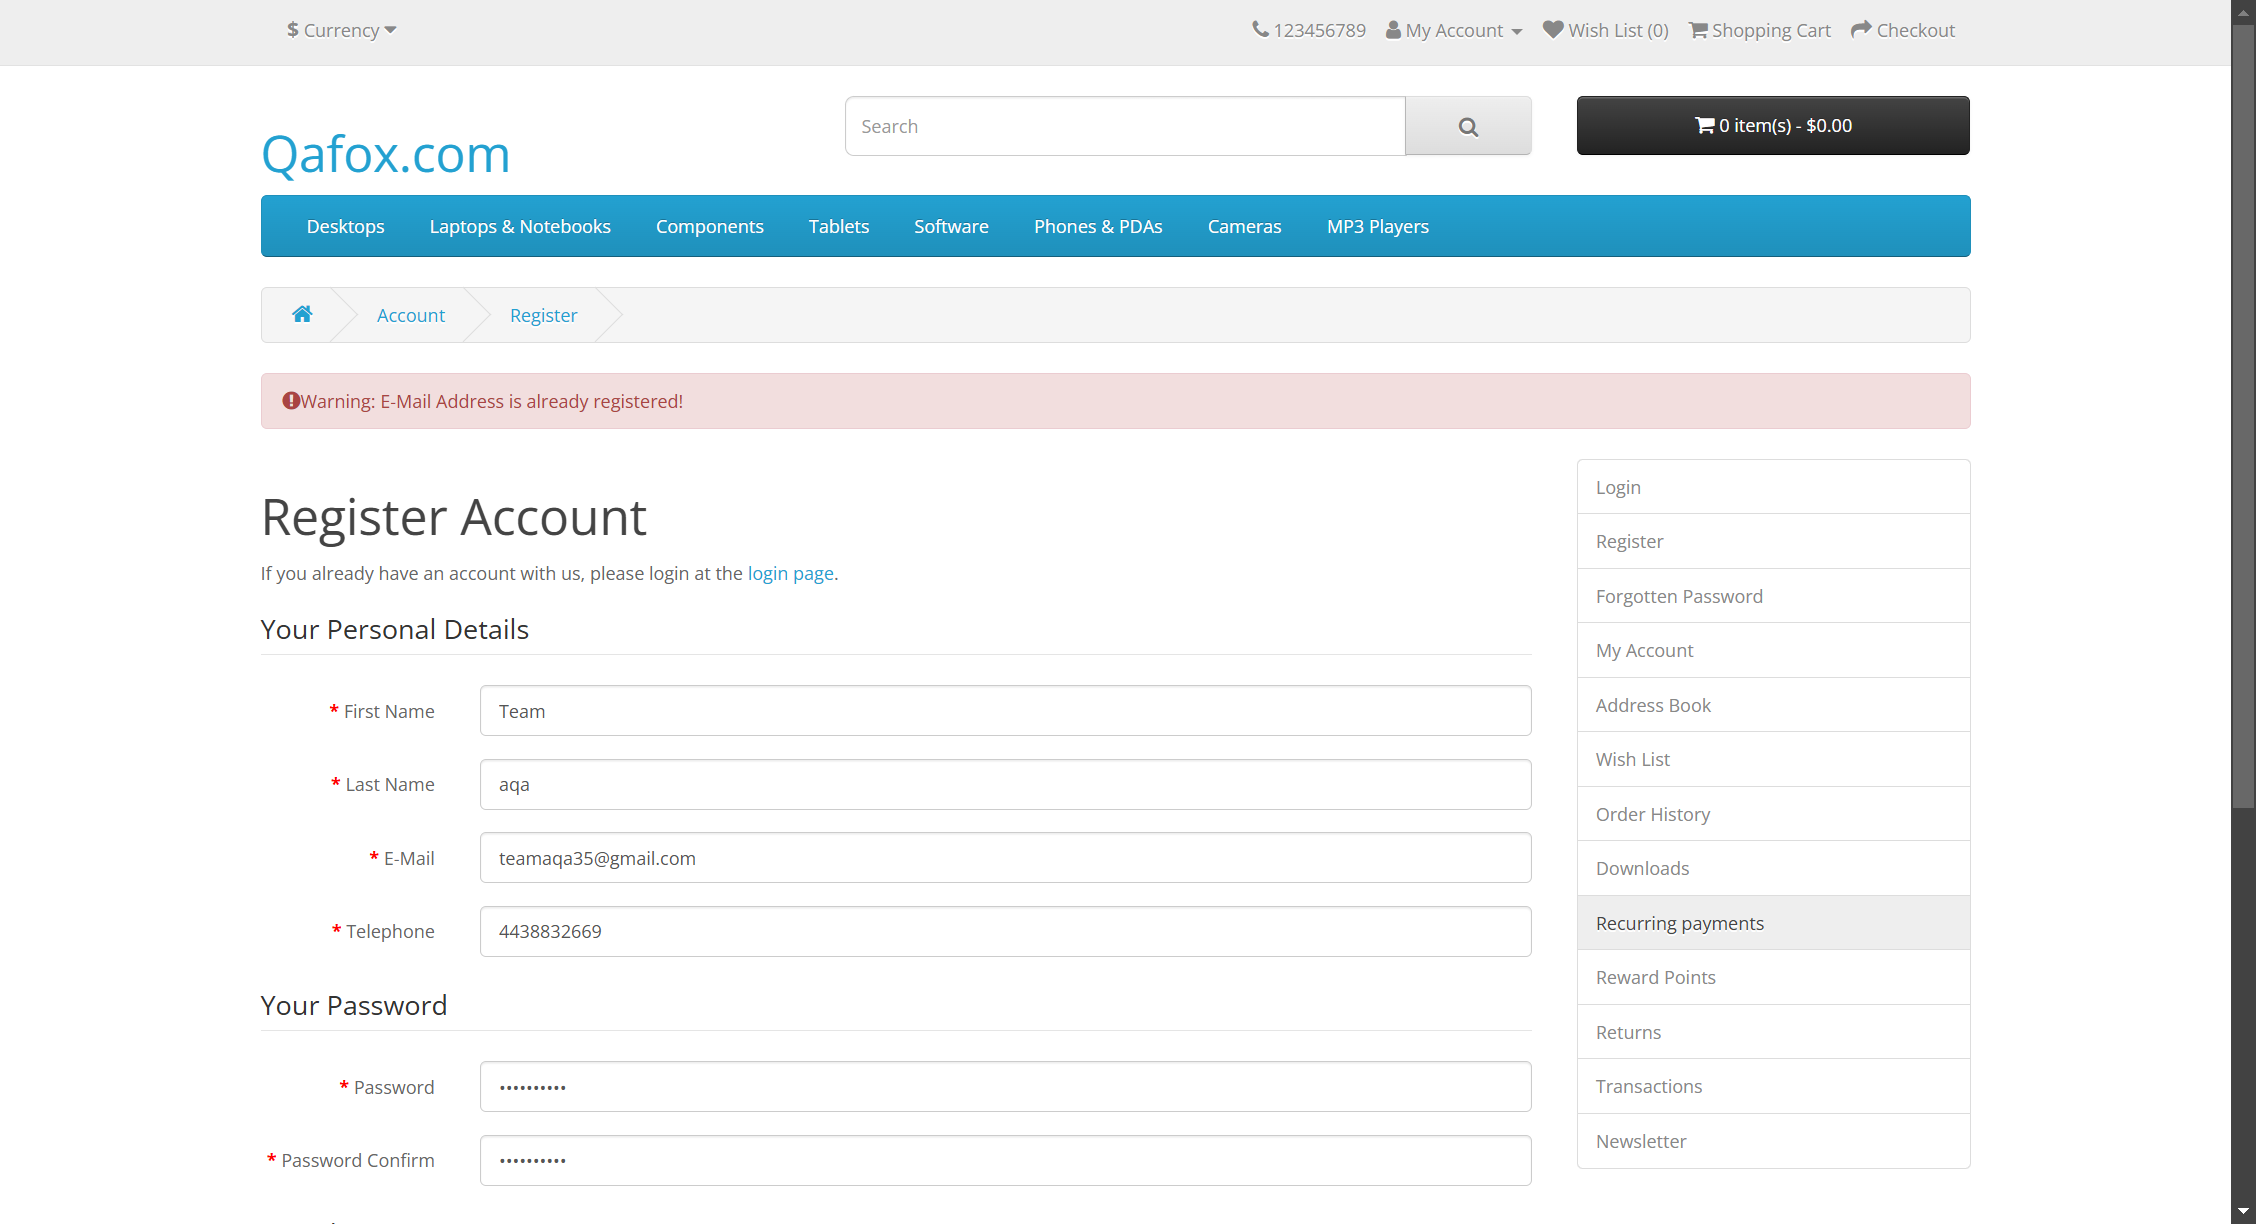 $ Currency
123456789 My Account Wish List (0) Shopping Cart Checkout
Qafox.com
Search
0 item(s) - $0.00
Desktops Laptops & Notebooks Components Tablets Software Phones & PDAs Cameras MP3 Players
Account Register
Warning: E-Mail Address is already registered!
Register Account
If you already have an account with us, please login at the login page.
Your Personal Details
* First Name
Team
* Last Name
aqa
* E-Mail
teamaqa35@gmail.com
* Telephone
4438832669
Your Password
* Password
••••••••••
* Password Confirm
••••••••••
Login
Register
Forgotten Password
My Account
Address Book
Wish List
Order History
Downloads
Recurring payments
Reward Points
Returns
Transactions
Newsletter